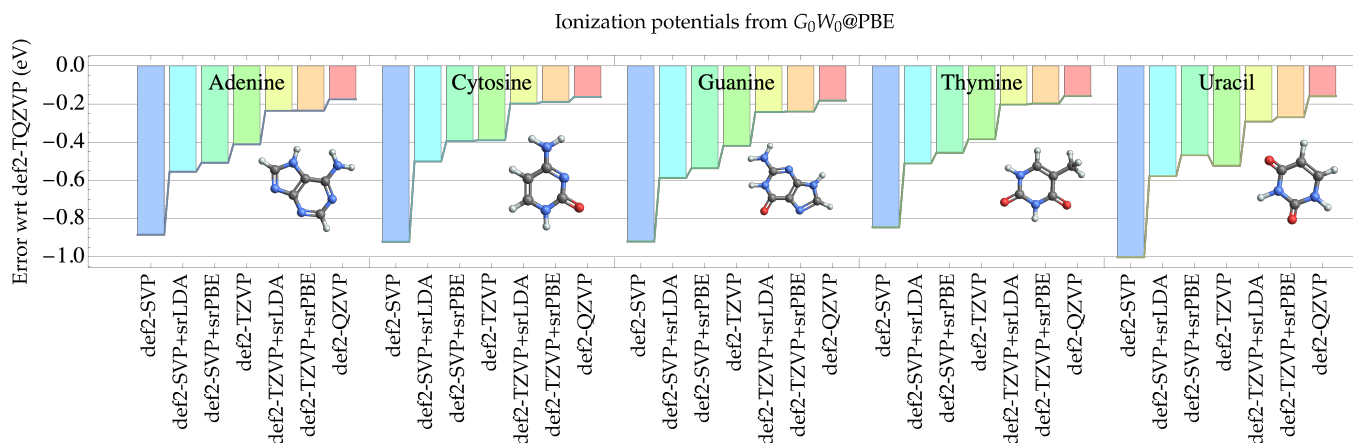 Ionization potentials from G₀W₀@PBE
Error wrt def2-TQZVP (eV)
0.0
-0.2
-0.4
-0.6
-0.8
-1.0
Adenine
Cytosine
Guanine
Thymine
Uracil
def2-SVP
def2-SVP+srLDA
def2-SVP+srPBE
def2-TZVP
def2-TZVP+srLDA
def2-TZVP+srPBE
def2-QZVP
def2-SVP
def2-SVP+srLDA
def2-SVP+srPBE
def2-TZVP
def2-TZVP+srLDA
def2-TZVP+srPBE
def2-QZVP
def2-SVP
def2-SVP+srLDA
def2-SVP+srPBE
def2-TZVP
def2-TZVP+srLDA
def2-TZVP+srPBE
def2-QZVP
def2-SVP
def2-SVP+srLDA
def2-SVP+srPBE
def2-TZVP
def2-TZVP+srLDA
def2-TZVP+srPBE
def2-QZVP
def2-SVP
def2-SVP+srLDA
def2-SVP+srPBE
def2-TZVP
def2-TZVP+srLDA
def2-TZVP+srPBE
def2-QZVP